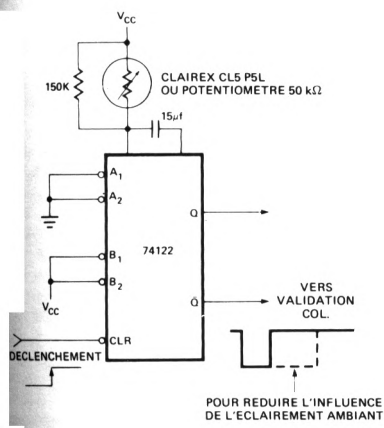 VCC
150K
CLAIREX CL5 P5L
OU POTENTIOMETRE 50 kΩ
15µf
A1
A2
Q
74122
B1
B2
Q̄
VERS
VALIDATION
COL.
VCC
CLR
DECLENCHEMENT
POUR REDUIRE L'INFLUENCE
DE L'ECLAIREMENT AMBIANT